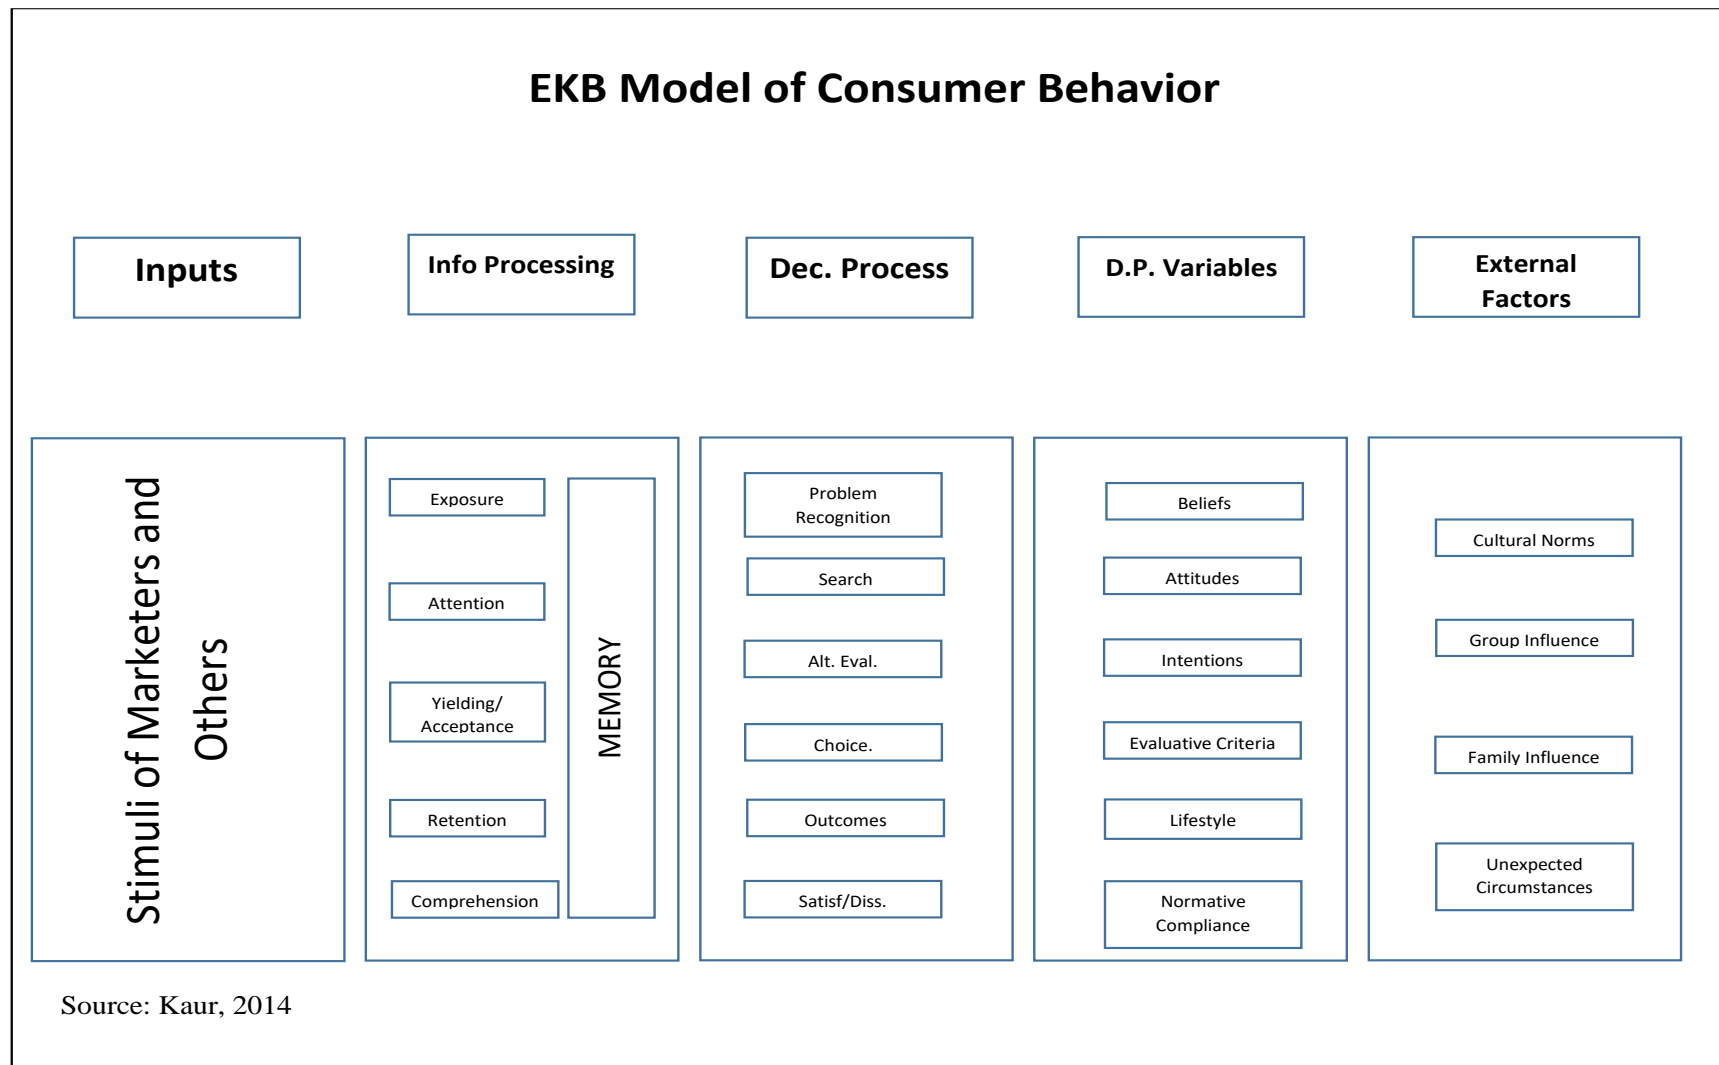 EKB Model of Consumer Behavior
Inputs
Info Processing
Dec. Process
D.P. Variables
External
Factors
Stimuli of Marketers and
Others
Exposure
Attention
Yielding/
Acceptance
Retention
Comprehension
MEMORY
Problem
Recognition
Search
Alt. Eval.
Choice.
Outcomes
Satisf/Diss.
Beliefs
Attitudes
Intentions
Evaluative Criteria
Lifestyle
Normative
Compliance
Cultural Norms
Group Influence
Family Influence
Unexpected
Circumstances
Source: Kaur, 2014